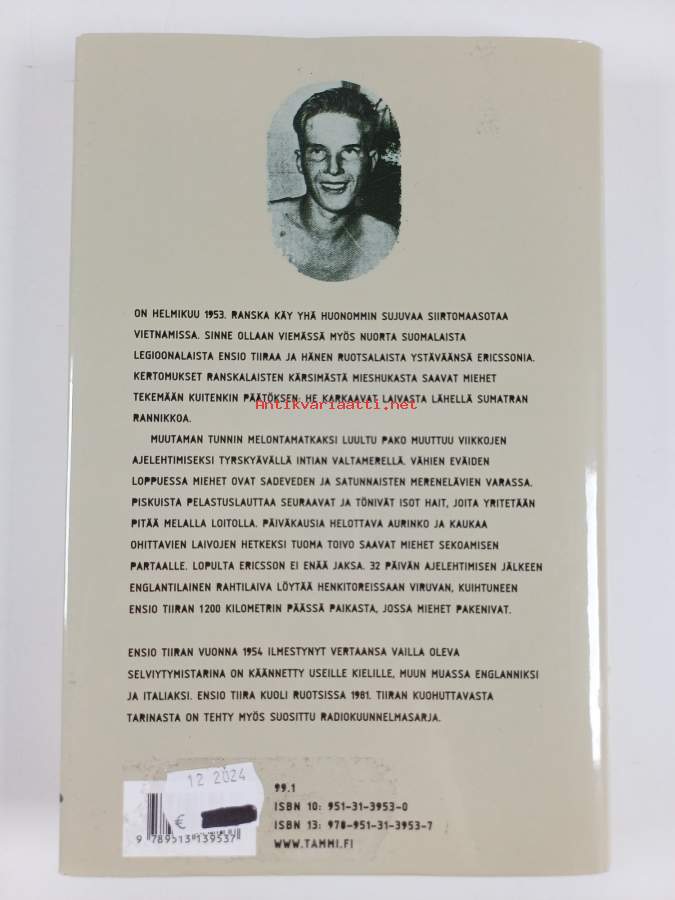 ON HELMIKUU 1953. RANSKA KÄY YHÄ HUONOMMIN SUJUVAA SIIRTOMAASOTAA
VIETNAMISSA. SINNE OLLAAN VIEMÄSSÄ MYÖS NUORTA SUOMALAISTA
LEGIOONALAISTA ENSIO TIIRAA JA HÄNEN RUOTSALAISTA YSTÄVÄÄNSÄ ERICSSONIA.
KERTOMUKSET RANSKALAISTEN KÄRSIMÄSTÄ MIESHUKASTA SAAVAT MIEHET
TEKEMÄÄN KUITENKIN PÄÄTÖKSEN: HE KARKAAVAT LAIVASTA LÄHELLÄ SUMATRAN
Antikvariaatti.net
RANNIKKOA.
MUUTAMAN TUNNIN MELONTAMATKAKSI LUULTU PAKO MUUTTUU VIIKKOJEN
AJELEHTIMISEKSI TYRSKYÄVÄLLÄ INTIAN VALTAMERELLÄ. VÄHIEN EVÄIDEN
LOPPUESSA MIEHET OVAT SADEVEDEN JA SATUNNAISTEN MERENELÄVIEN VARASSA.
PISKUISTA PELASTUSLAUTTAA SEURAAVAT JA TÖNIVÄT ISOT HAIT, JOITA YRITETÄÄN
PITÄÄ MELALLA LOITOLLA. PÄIVÄKAUSIA HELOTTAVA AURINKO JA KAUKAA
OHITTAVIEN LAIVOJEN HETKEKSI TUOMA TOIVO SAAVAT MIEHET SEKOAMISEN
PARTAALLE. LOPULTA ERICSSON EI ENÄÄ JAKSA. 32 PÄIVÄN AJELEHTIMISEN JÄLKEEN
ENGLANTILAINEN RAHTILAIVA LÖYTÄÄ HENKITOREISSAAN VIRUVAN, KUIHTUNEEN
ENSIO TIIRAN 1200 KILOMETRIN PÄÄSSÄ PAIKASTA, JOSSA MIEHET PAKENIVAT.
ENSIO TIIRAN VUONNA 1954 ILMESTYNYT VERTAANSA VAILLA OLEVA
SELVIYTYMISTARINA ON KÄÄNNETTY USEILLE KIELILLE, MUUN MUASSA ENGLANNIKSI
JA ITALIAKSI. ENSIO TIIRA KUOLI RUOTSISSA 1981. TIIRAN KUOHUTTAVASTA
TARINASTA ON TEHTY MYÖS SUOSITTU RADIOKUUNNELMASARJA.
12 2024
€
9 789513 139537
99.1
ISBN 10: 951-31-3953-0
ISBN 13: 978-951-31-3953-7
WWW.TAMMI.FI